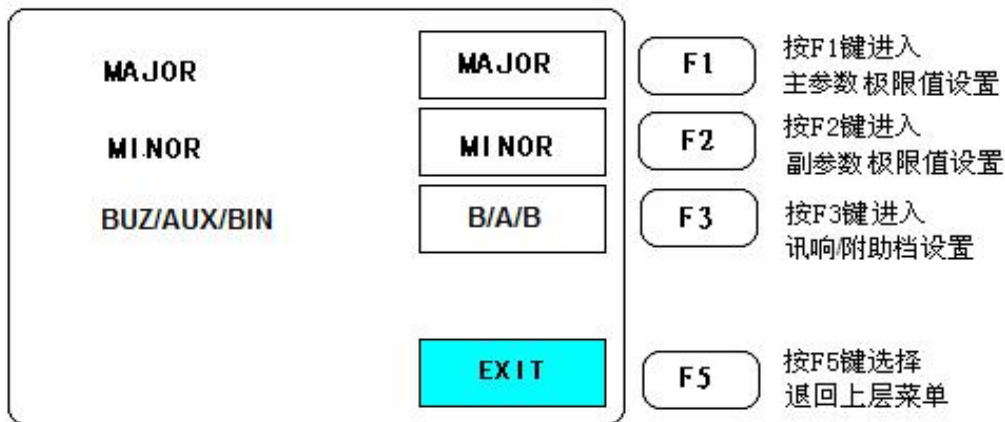 MAJOR MAJOR F1 按F1键进入
主参数极限值设置
MINOR MINOR F2 按F2键进入
副参数极限值设置
BUZ/AUX/BIN B/A/B F3 按F3键进入
讯响/附助档设置
EXIT F5 按F5键选择
退回上层菜单